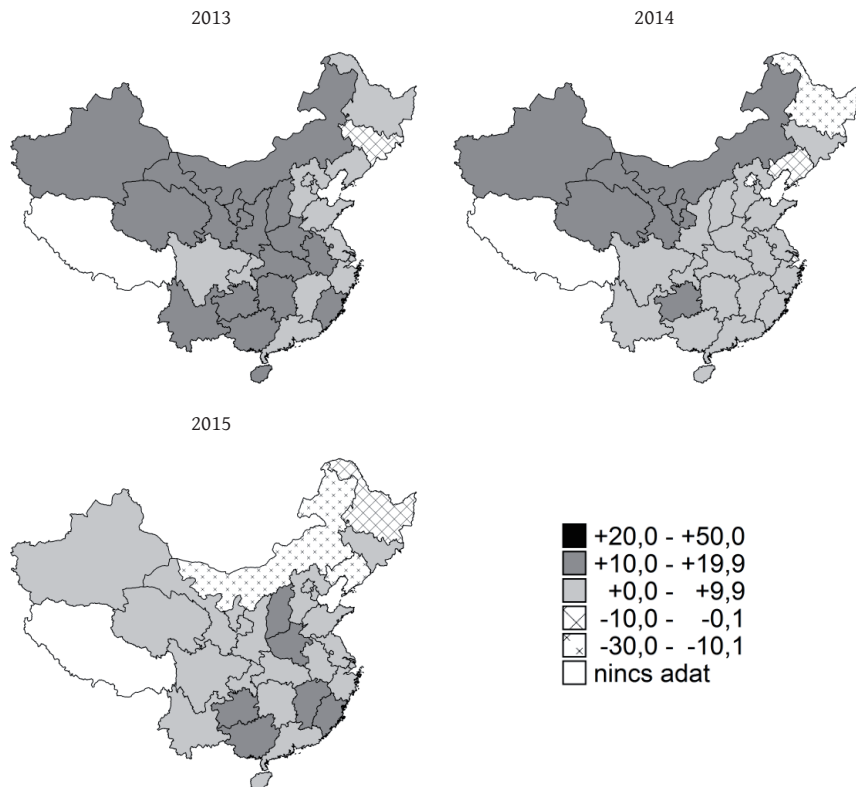 2013
2014
2015
+20,0 - +50,0
+10,0 - +19,9
+0,0 - +9,9
-10,0 - -0,1
-30,0 - -10,1
nincs adat